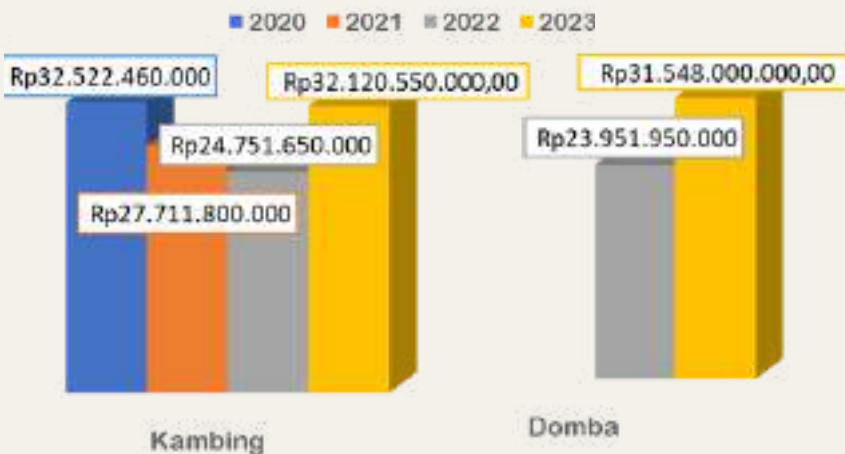 2020 2021 2022 2023
Rp32.522.460.000
Rp32.120.550.000,00
Rp31.548.000.000,00
Rp24.751.650.000
Rp23.951.950.000
Rp27.711.800.000
Kambing
Domba